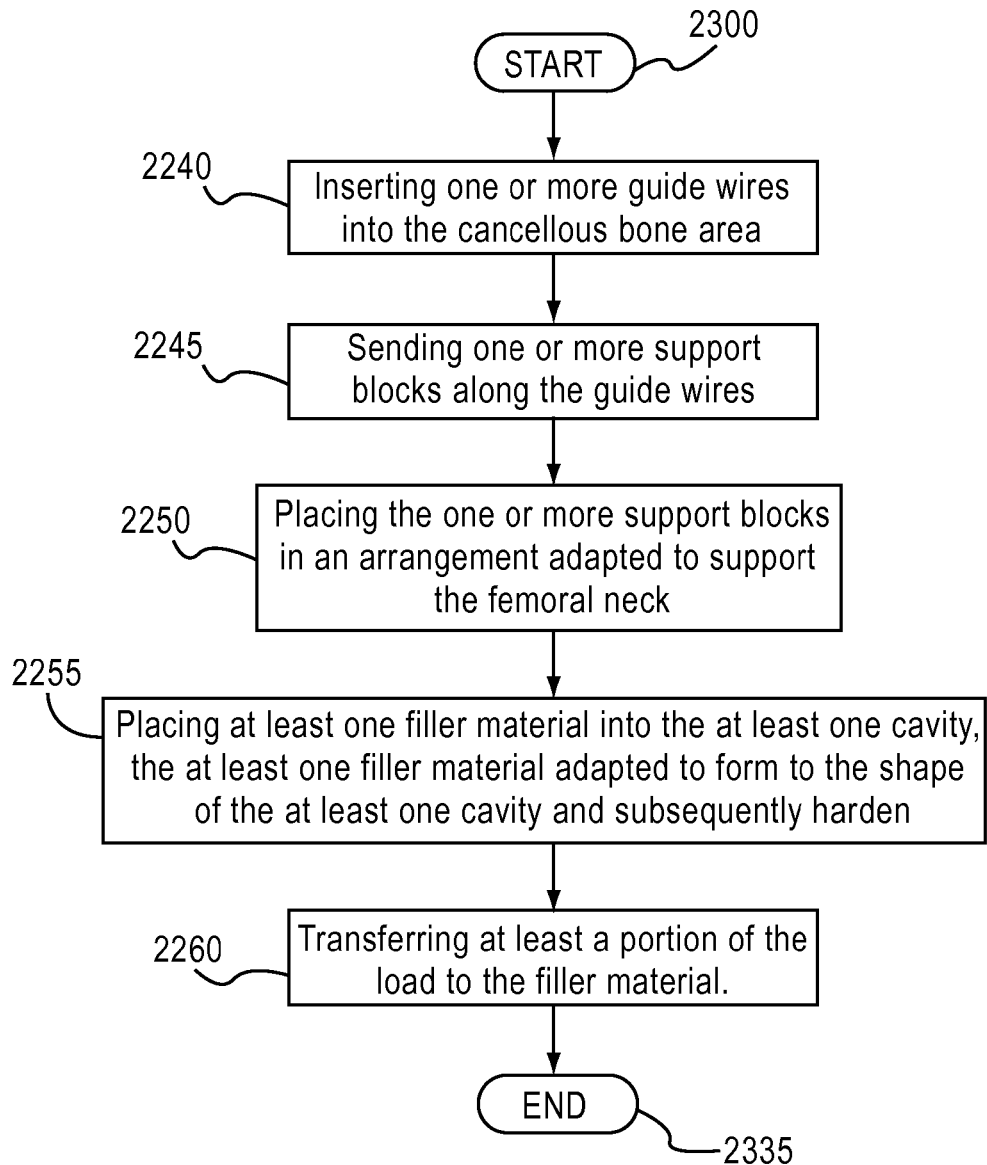 2300
START
2240
Inserting one or more guide wires
into the cancellous bone area
2245
Sending one or more support
blocks along the guide wires
2250
Placing the one or more support blocks
in an arrangement adapted to support
the femoral neck
2255
Placing at least one filler material into the at least one cavity,
the at least one filler material adapted to form to the shape
of the at least one cavity and subsequently harden
2260
Transferring at least a portion of the
load to the filler material.
END
2335